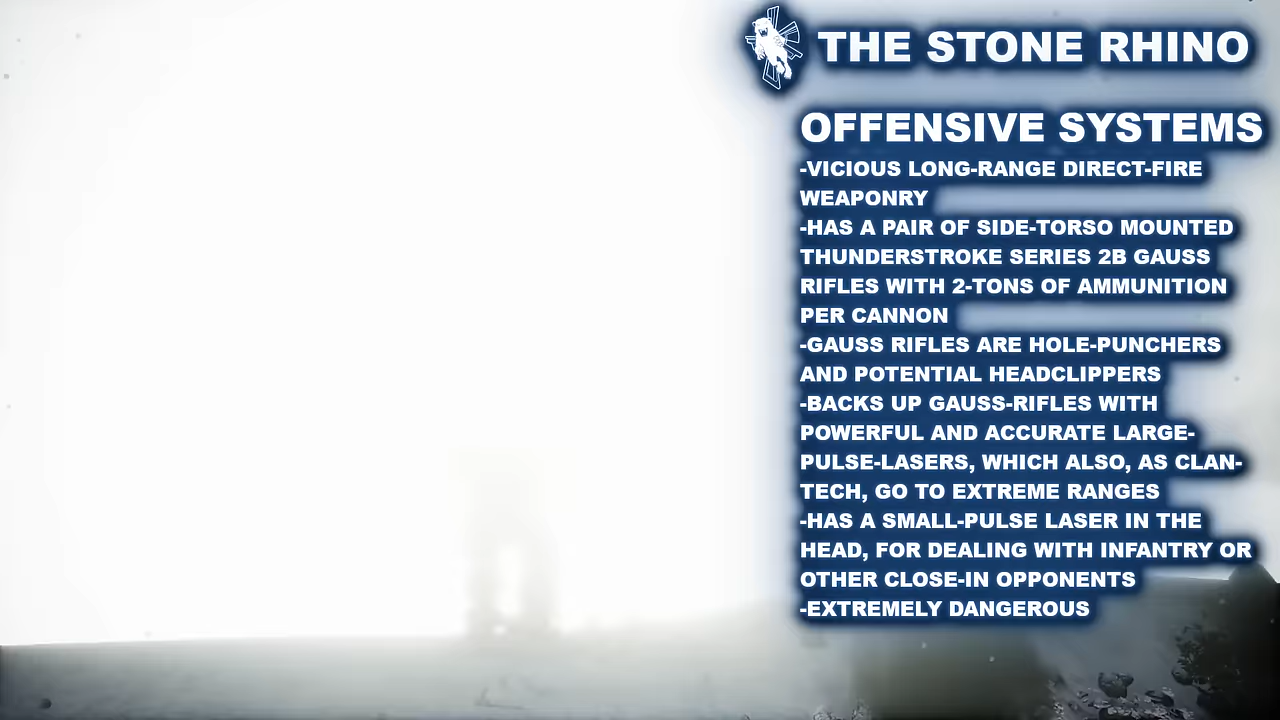 THE STONE RHINO
OFFENSIVE SYSTEMS
-VICIOUS LONG-RANGE DIRECT-FIRE
WEAPONRY
-HAS A PAIR OF SIDE-TORSO MOUNTED
THUNDERSTROKE SERIES 2B GAUSS
RIFLES WITH 2-TONS OF AMMUNITION
PER CANNON
-GAUSS RIFLES ARE HOLE-PUNCHERS
AND POTENTIAL HEADCLIPPERS
-BACKS UP GAUSS-RIFLES WITH
POWERFUL AND ACCURATE LARGE-
PULSE-LASERS, WHICH ALSO, AS CLAN-
TECH, GO TO EXTREME RANGES
-HAS A SMALL-PULSE LASER IN THE
HEAD, FOR DEALING WITH INFANTRY OR
OTHER CLOSE-IN OPPONENTS
-EXTREMELY DANGEROUS